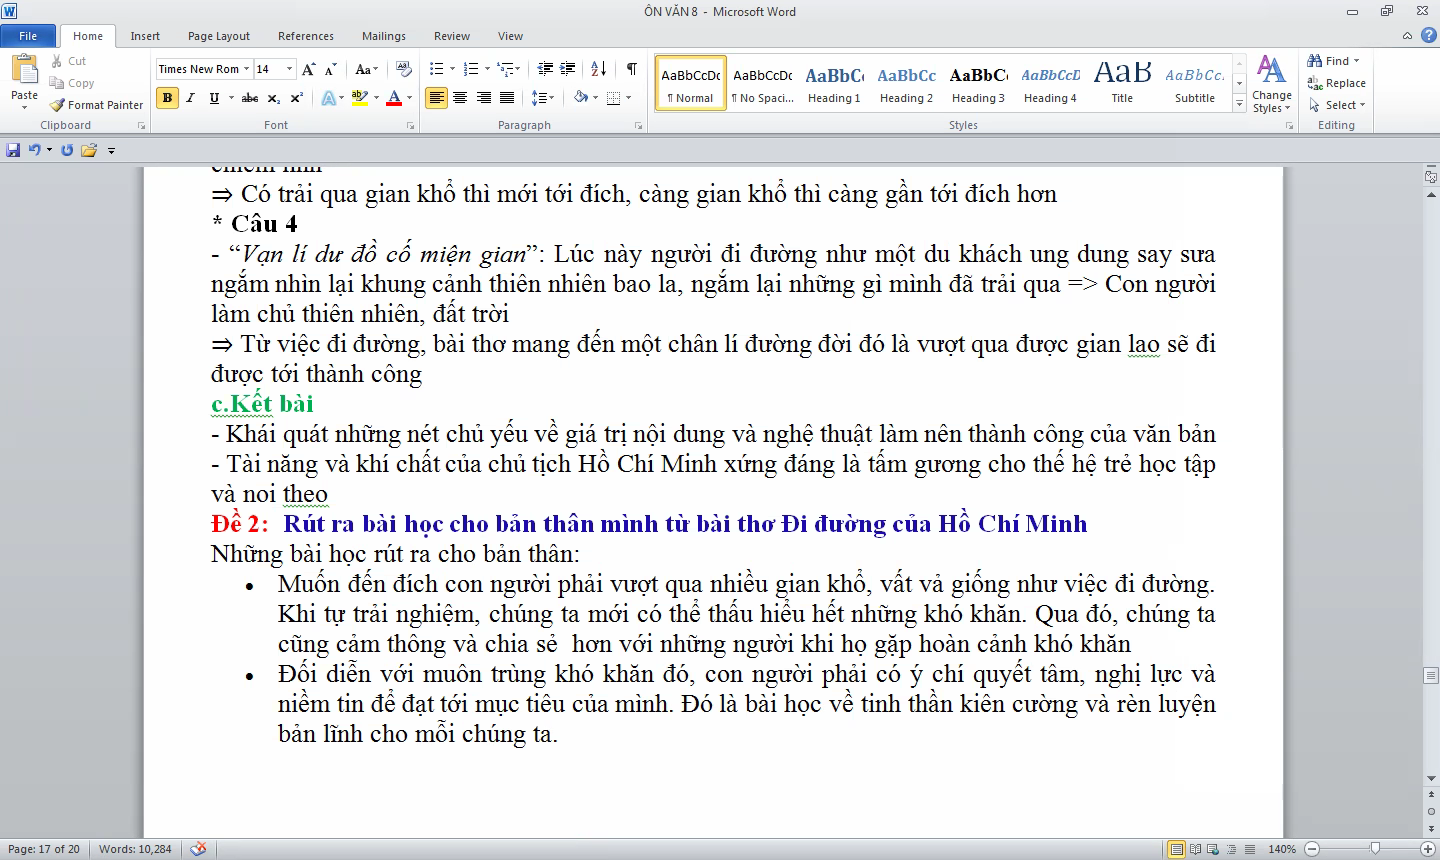 ÔN VĂN 8 - Microsoft Word
File Home Insert Page Layout References Mailings Review View
Paste
Cut
Copy
Format Painter
Clipboard
Times New Rom 14
B I U abc
Font
Paragraph
AaBbCcDc AaBbCcDc AaBbCc AaBbCc AaBbCc AaBbCcD AaB AaBbCc.
¶ Normal ¶ No Spaci... Heading 1 Heading 2 Heading 3 Heading 4 Title Subtitle
Styles
Change Styles
Find
Replace
Select
Editing
⇒ Có trải qua gian khổ thì mới tới đích, càng gian khổ thì càng gần tới đích hơn
* Câu 4
- “Vạn lí dư đồ cố miện gian”: Lúc này người đi đường như một du khách ung dung say sưa
ngắm nhìn lại khung cảnh thiên nhiên bao la, ngắm lại những gì mình đã trải qua => Con người
làm chủ thiên nhiên, đất trời
⇒ Từ việc đi đường, bài thơ mang đến một chân lí đường đời đó là vượt qua được gian lao sẽ đi
được tới thành công
c.Kết bài
- Khái quát những nét chủ yếu về giá trị nội dung và nghệ thuật làm nên thành công của văn bản
- Tài năng và khí chất của chủ tịch Hồ Chí Minh xứng đáng là tấm gương cho thế hệ trẻ học tập
và noi theo
Đề 2: Rút ra bài học cho bản thân mình từ bài thơ Đi đường của Hồ Chí Minh
Những bài học rút ra cho bản thân:
• Muốn đến đích con người phải vượt qua nhiều gian khổ, vất vả giống như việc đi đường.
Khi tự trải nghiệm, chúng ta mới có thể thấu hiểu hết những khó khăn. Qua đó, chúng ta
cũng cảm thông và chia sẻ hơn với những người khi họ gặp hoàn cảnh khó khăn
• Đối diễn với muôn trùng khó khăn đó, con người phải có ý chí quyết tâm, nghị lực và
niềm tin để đạt tới mục tiêu của mình. Đó là bài học về tinh thần kiên cường và rèn luyện
bản lĩnh cho mỗi chúng ta.
Page: 17 of 20 Words: 10,284 140%